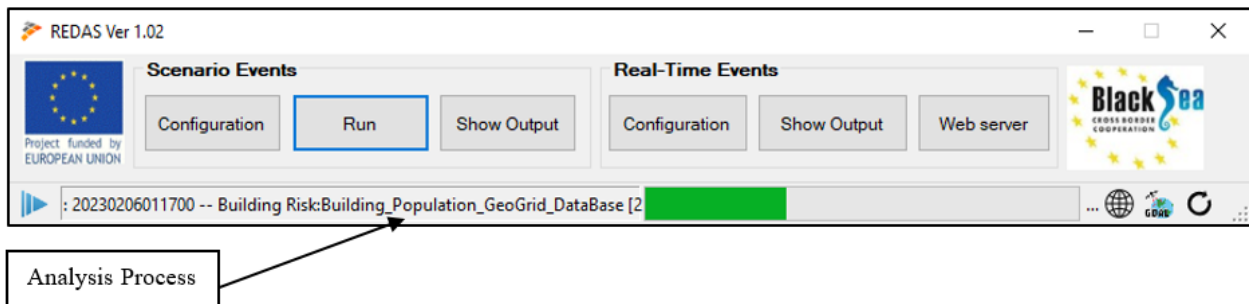 REDAS Ver 1.02
Scenario Events
Real-Time Events
Configuration
Run
Show Output
Configuration
Show Output
Web server
Project funded by
EUROPEAN UNION
Black Sea
CROSS BORDER
COOPERATION
: 20230206011700 -- Building Risk:Building_Population_GeoGrid_DataBase [2
...
GDAL
Analysis Process